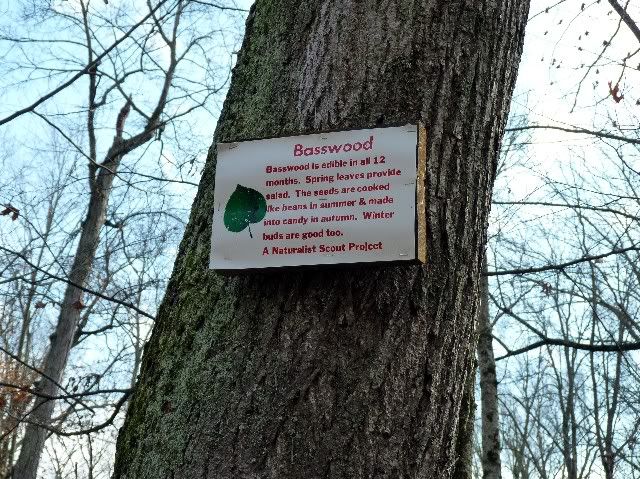 Basswood
Basswood is edible in all 12
months. Spring leaves provide
salad. The seeds are cooked
like beans in summer & made
into candy in autumn. Winter
buds are good too.
A Naturalist Scout Project